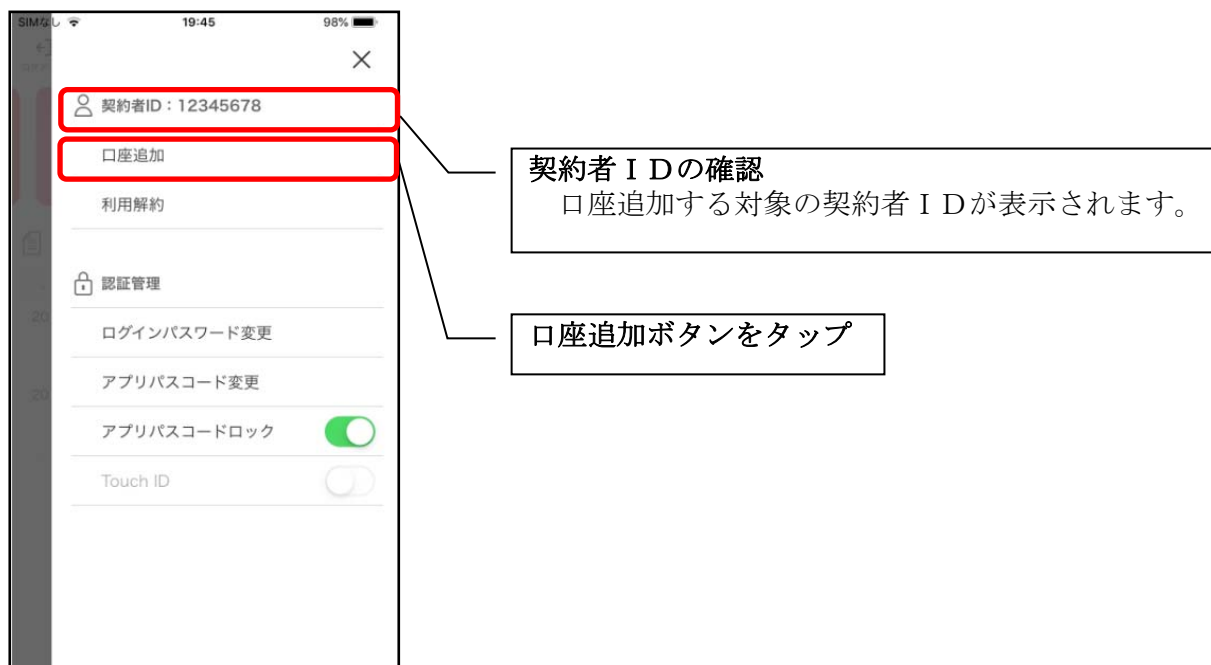 SIMなし 19:45 98%
契約者ID：12345678
口座追加
利用解約
認証管理
ログインパスワード変更
アプリパスコード変更
アプリパスコードロック
Touch ID
20
20
契約者ＩＤの確認
口座追加する対象の契約者ＩＤが表示されます。
口座追加ボタンをタップ